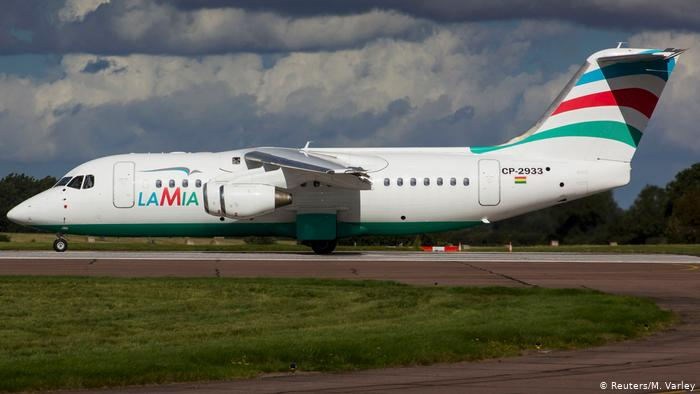 LAMIA
CP-2933
© Reuters/M. Varley